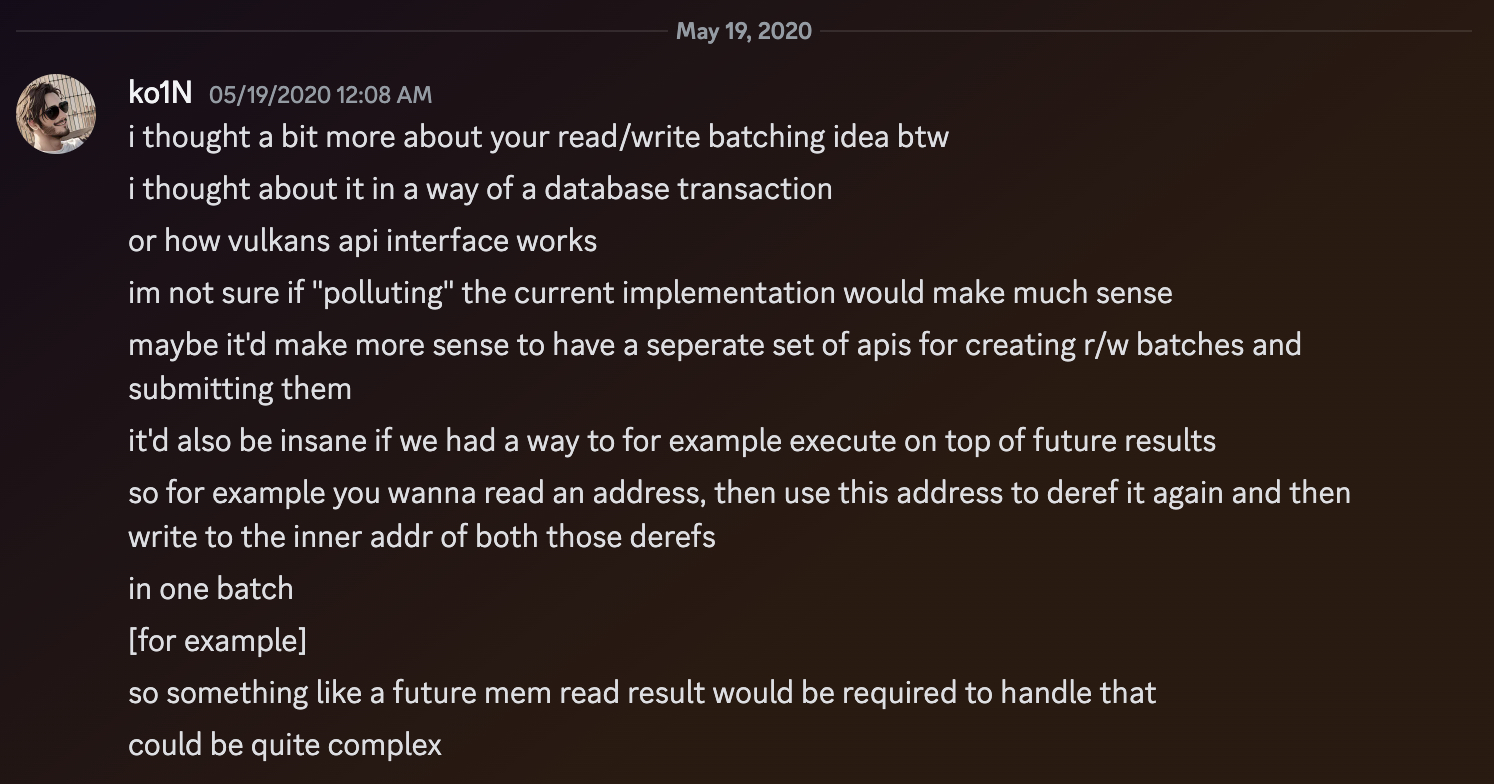 May 19, 2020
ko1N 05/19/2020 12:08 AM
i thought a bit more about your read/write batching idea btw
i thought about it in a way of a database transaction
or how vulkans api interface works
im not sure if "polluting" the current implementation would make much sense
maybe it'd make more sense to have a seperate set of apis for creating r/w batches and
submitting them
it'd also be insane if we had a way to for example execute on top of future results
so for example you wanna read an address, then use this address to deref it again and then
write to the inner addr of both those derefs
in one batch
[for example]
so something like a future mem read result would be required to handle that
could be quite complex